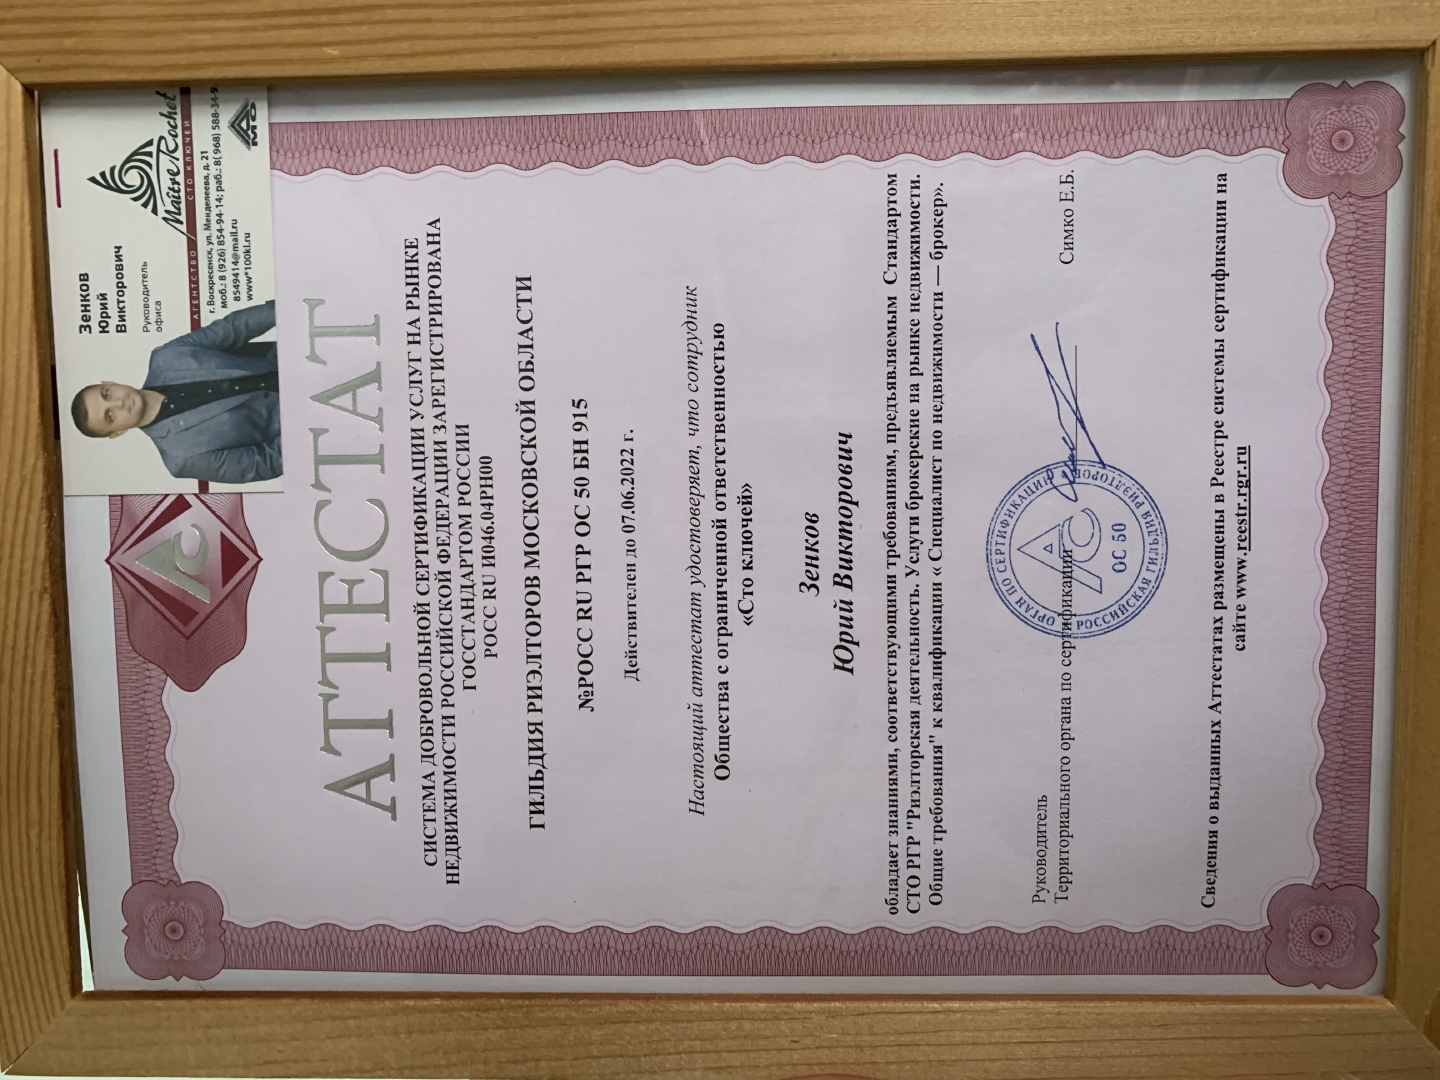 Зенков
Юрий
Викторович
Руководитель
офиса
Maître Rochet
АГЕНТСТВО / СТО КЛЮЧЕЙ
г. Воскресенск, ул. Менделеева, д. 21
моб.: 8 (926) 854-94-14; раб.: 8( 968) 588-34-9
8549414@mail.ru
www*100kl.ru
АТТЕСТАТ
СИСТЕМА ДОБРОВОЛЬНОЙ СЕРТИФИКАЦИИ УСЛУГ НА РЫНКЕ
НЕДВИЖИМОСТИ РОССИЙСКОЙ ФЕДЕРАЦИИ ЗАРЕГИСТРИРОВАНА
ГОССТАНДАРТОМ РОССИИ
РОСС RU И046.04РН00
ГИЛЬДИЯ РИЭЛТОРОВ МОСКОВСКОЙ ОБЛАСТИ
№РОСС RU РГР ОС 50 БН 915
Действителен до 07.06.2022 г.
Настоящий аттестат удостоверяет, что сотрудник
Общества с ограниченной ответственностью
«Сто ключей»
Зенков
Юрий Викторович
обладает знаниями, соответствующими требованиям, предъявляемым Стандартом
СТО РГР "Риэлторская деятельность. Услуги брокерские на рынке недвижимости.
Общие требования" к квалификации « Специалист по недвижимости — брокер».
Руководитель
Территориального органа по сертификации Симко Е.Б.
ОРГАН ПО СЕРТИФИКАЦИИ
РОССИЙСКАЯ ГИЛЬДИЯ РИЭЛТОРОВ
ОС 50
Сведения о выданных Аттестатах размещены в Реестре системы сертификации на
сайте www.reestr.rgr.ru